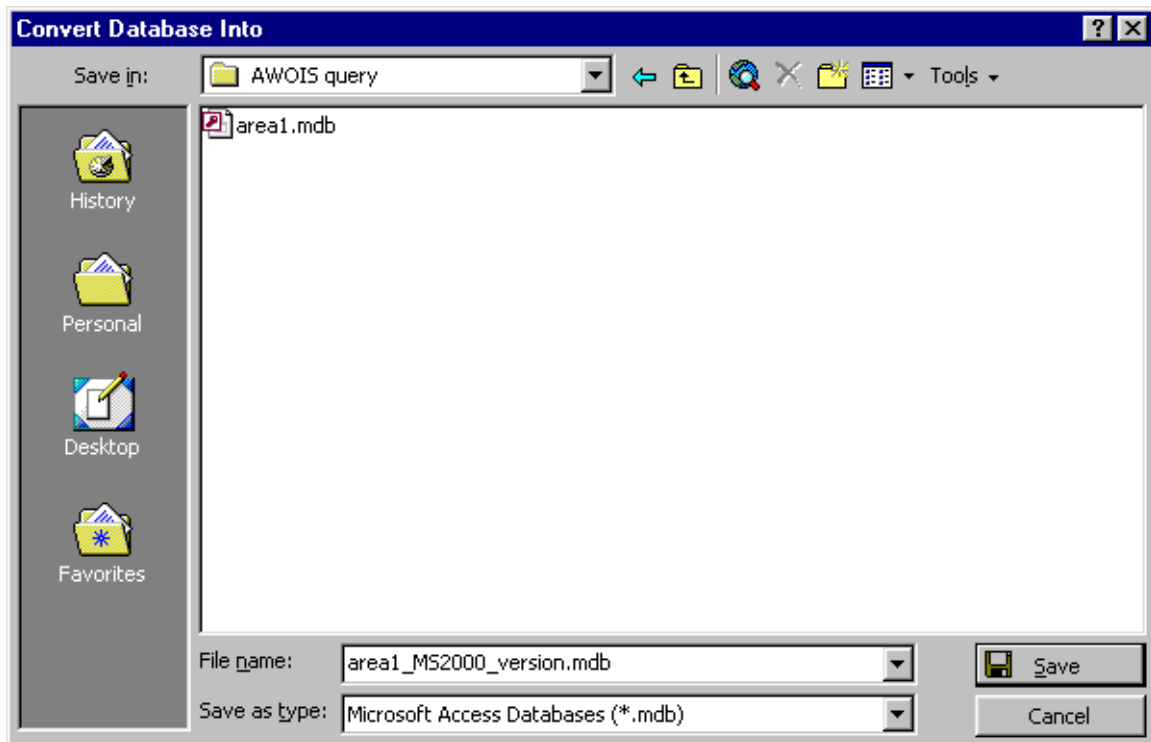 Convert Database Into
Save in: AWOIS query Tools
area1.mdb
History
Personal
Desktop
Favorites
File name: area1_MS2000_version.mdb Save
Save as type: Microsoft Access Databases (*.mdb) Cancel